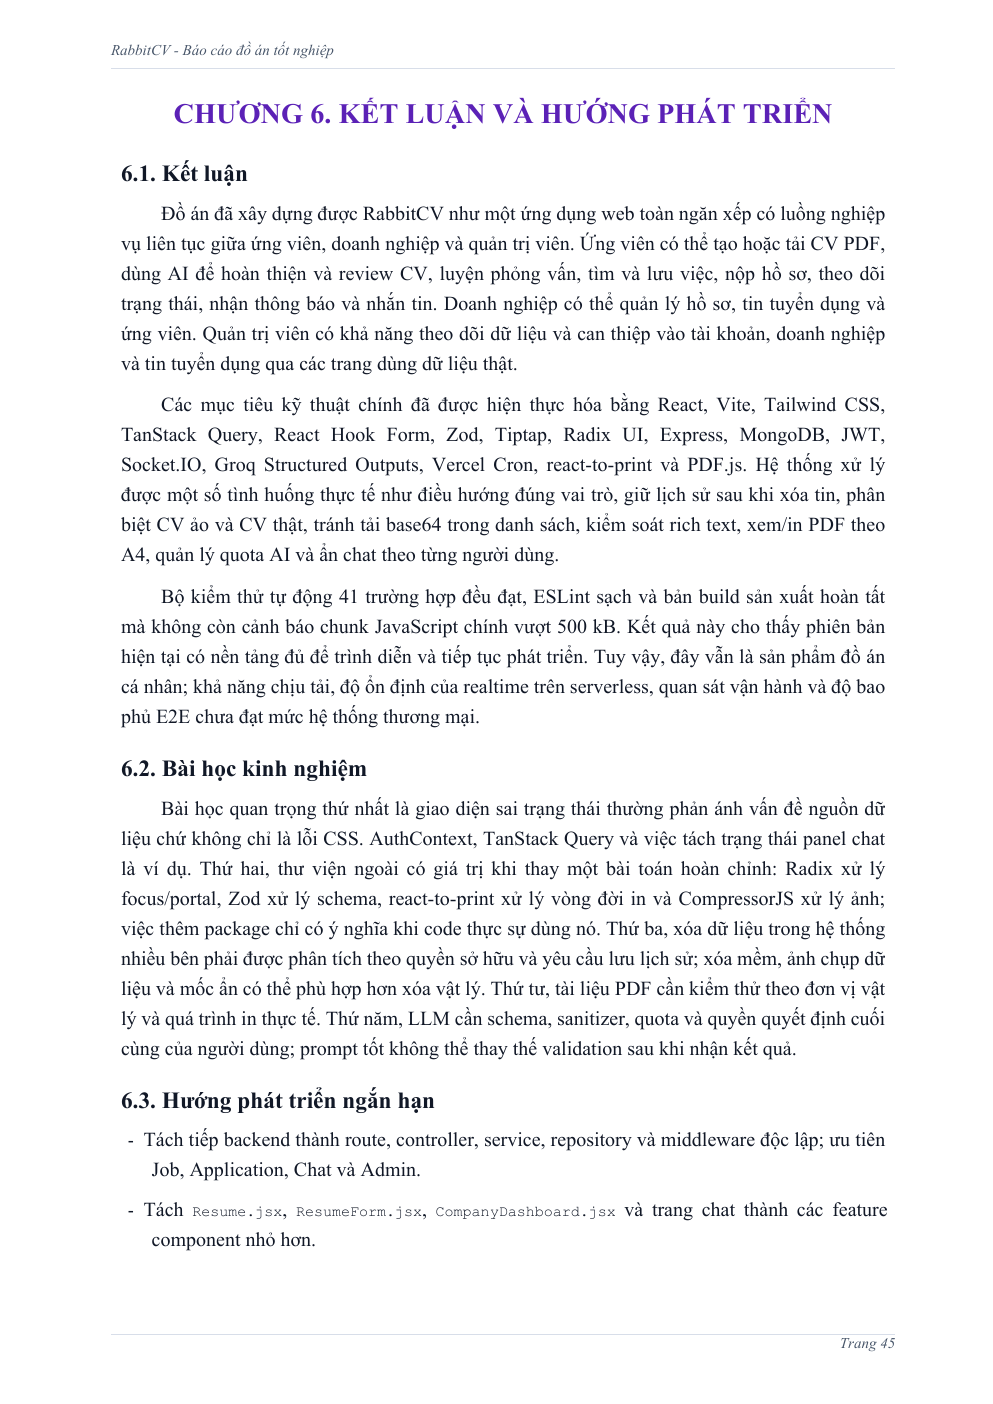 RabbitCV - Báo cáo đồ án tốt nghiệp
CHƯƠNG 6. KẾT LUẬN VÀ HƯỚNG PHÁT TRIỂN
6.1. Kết luận
Đồ án đã xây dựng được RabbitCV như một ứng dụng web toàn ngăn xếp có luồng nghiệp
vụ liên tục giữa ứng viên, doanh nghiệp và quản trị viên. Ứng viên có thể tạo hoặc tải CV PDF,
dùng AI để hoàn thiện và review CV, luyện phỏng vấn, tìm và lưu việc, nộp hồ sơ, theo dõi
trạng thái, nhận thông báo và nhắn tin. Doanh nghiệp có thể quản lý hồ sơ, tin tuyển dụng và
ứng viên. Quản trị viên có khả năng theo dõi dữ liệu và can thiệp vào tài khoản, doanh nghiệp
và tin tuyển dụng qua các trang dùng dữ liệu thật.
Các mục tiêu kỹ thuật chính đã được hiện thực hóa bằng React, Vite, Tailwind CSS,
TanStack Query, React Hook Form, Zod, Tiptap, Radix UI, Express, MongoDB, JWT,
Socket.IO, Groq Structured Outputs, Vercel Cron, react-to-print và PDF.js. Hệ thống xử lý
được một số tình huống thực tế như điều hướng đúng vai trò, giữ lịch sử sau khi xóa tin, phân
biệt CV ảo và CV thật, tránh tải base64 trong danh sách, kiểm soát rich text, xem/in PDF theo
A4, quản lý quota AI và ẩn chat theo từng người dùng.
Bộ kiểm thử tự động 41 trường hợp đều đạt, ESLint sạch và bản build sản xuất hoàn tất
mà không còn cảnh báo chunk JavaScript chính vượt 500 kB. Kết quả này cho thấy phiên bản
hiện tại có nền tảng đủ để trình diễn và tiếp tục phát triển. Tuy vậy, đây vẫn là sản phẩm đồ án
cá nhân; khả năng chịu tải, độ ổn định của realtime trên serverless, quan sát vận hành và độ bao
phủ E2E chưa đạt mức hệ thống thương mại.
6.2. Bài học kinh nghiệm
Bài học quan trọng thứ nhất là giao diện sai trạng thái thường phản ánh vấn đề nguồn dữ
liệu chứ không chỉ là lỗi CSS. AuthContext, TanStack Query và việc tách trạng thái panel chat
là ví dụ. Thứ hai, thư viện ngoài có giá trị khi thay một bài toán hoàn chỉnh: Radix xử lý
focus/portal, Zod xử lý schema, react-to-print xử lý vòng đời in và CompressorJS xử lý ảnh;
việc thêm package chỉ có ý nghĩa khi code thực sự dùng nó. Thứ ba, xóa dữ liệu trong hệ thống
nhiều bên phải được phân tích theo quyền sở hữu và yêu cầu lưu lịch sử; xóa mềm, ảnh chụp dữ
liệu và mốc ẩn có thể phù hợp hơn xóa vật lý. Thứ tư, tài liệu PDF cần kiểm thử theo đơn vị vật
lý và quá trình in thực tế. Thứ năm, LLM cần schema, sanitizer, quota và quyền quyết định cuối
cùng của người dùng; prompt tốt không thể thay thế validation sau khi nhận kết quả.
6.3. Hướng phát triển ngắn hạn
- Tách tiếp backend thành route, controller, service, repository và middleware độc lập; ưu tiên
Job, Application, Chat và Admin.
- Tách Resume.jsx, ResumeForm.jsx, CompanyDashboard.jsx và trang chat thành các feature
component nhỏ hơn.
Trang 45